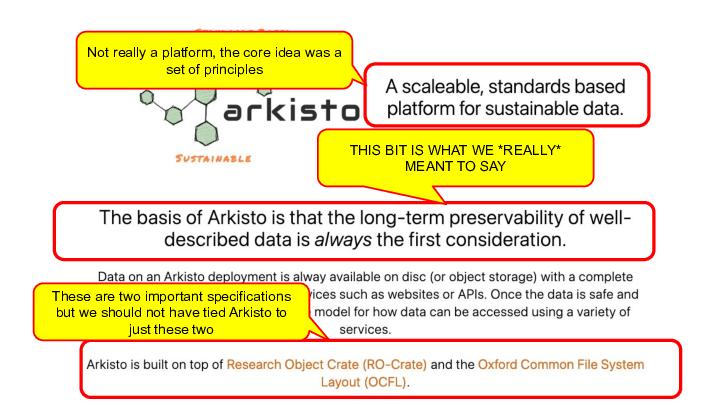 Not really a platform, the core idea was a
set of principles
A scaleable, standards based
platform for sustainable data.
arkisto
SUSTAINABLE
THIS BIT IS WHAT WE *REALLY*
MEANT TO SAY
The basis of Arkisto is that the long-term preservability of well-
described data is always the first consideration.
Data on an Arkisto deployment is alway available on disc (or object storage) with a complete
vices such as websites or APIs. Once the data is safe and
These are two important specifications
but we should not have tied Arkisto to
just these two
model for how data can be accessed using a variety of
services.
Arkisto is built on top of Research Object Crate (RO-Crate) and the Oxford Common File System
Layout (OCFL).